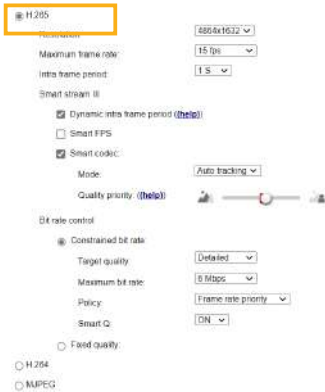 H.265
Resolution: 4864x1632
Maximum frame rate: 15 fps
Intra frame period: 1 S
Smart stream III
Dynamic intra frame period ((help))
Smart FPS
Smart codec:
Mode: Auto tracking
Quality priority: ((help))
Bit rate control
Constrained bit rate:
Target quality: Detailed
Maximum bit rate: 6 Mbps
Policy: Frame rate priority
Smart Q: ON
Fixed quality:
H.264
MJPEG